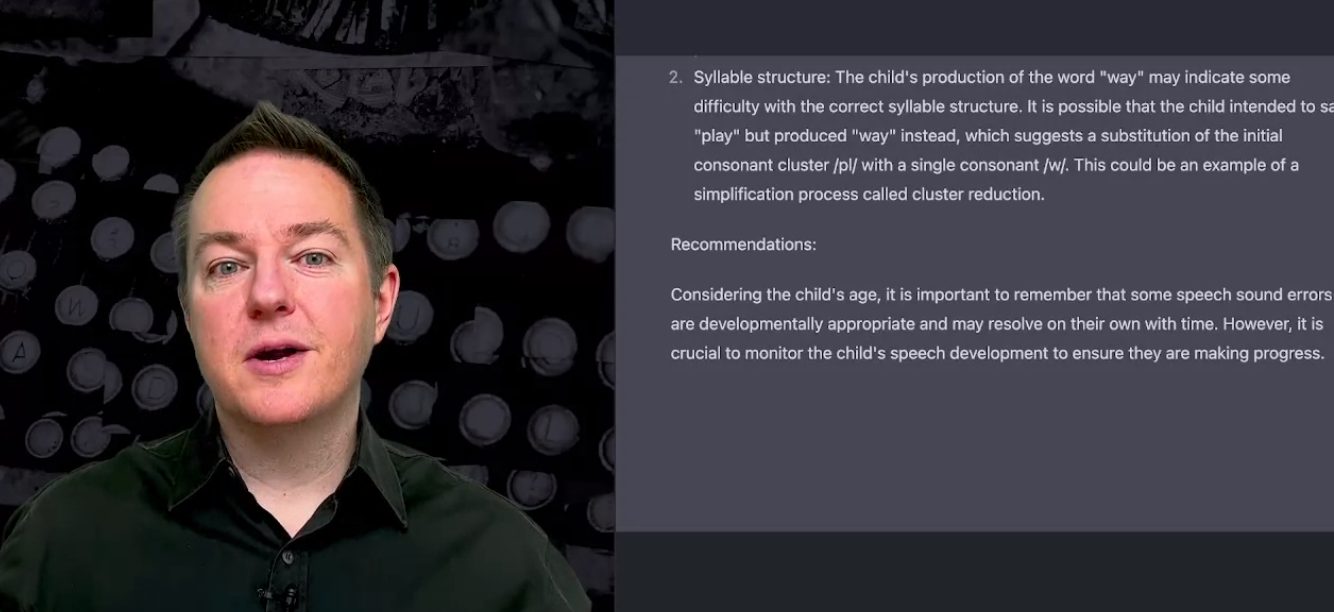 2. Syllable structure: The child's production of the word "way" may indicate some
difficulty with the correct syllable structure. It is possible that the child intended to sa
"play" but produced "way" instead, which suggests a substitution of the initial
consonant cluster /pl/ with a single consonant /w/. This could be an example of a
simplification process called cluster reduction.
Recommendations:
Considering the child's age, it is important to remember that some speech sound errors
are developmentally appropriate and may resolve on their own with time. However, it is
crucial to monitor the child's speech development to ensure they are making progress.